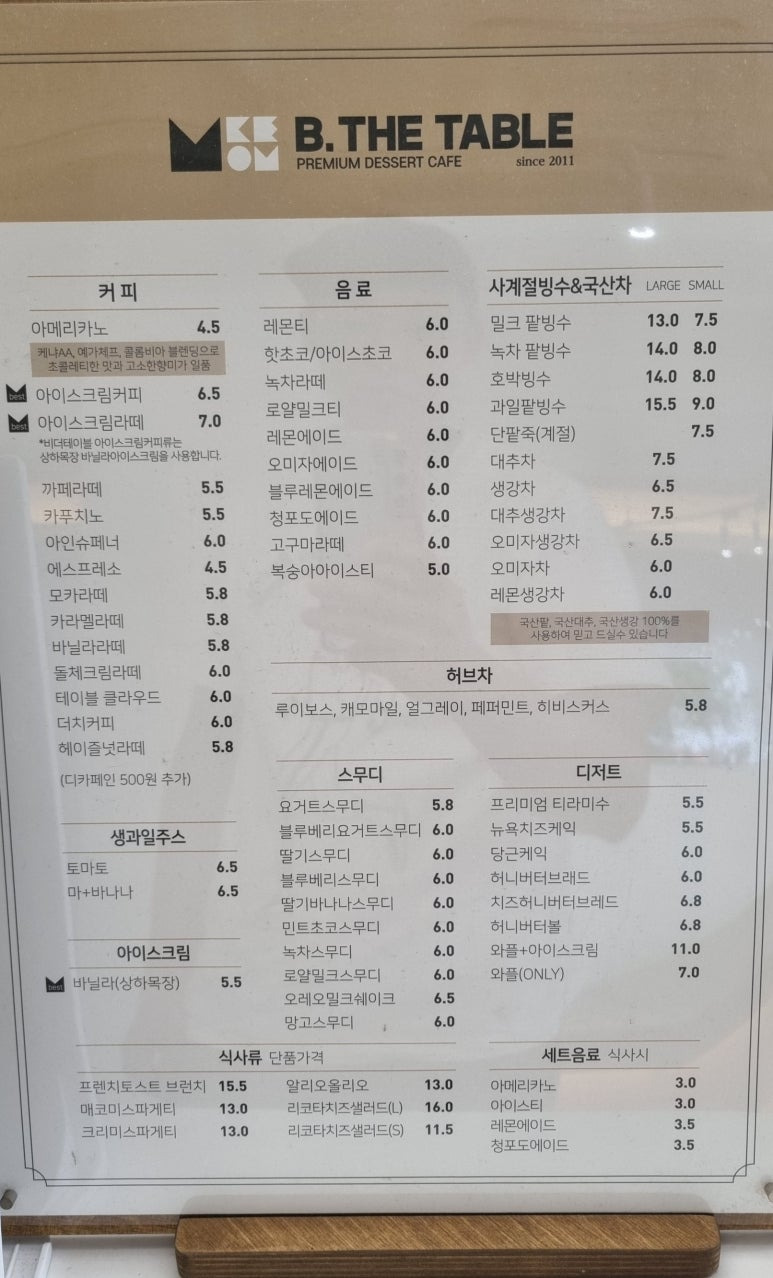 KE
OM
B. THE TABLE
PREMIUM DESSERT CAFE since 2011
커 피
아메리카노 4.5
케냐AA, 예가체프, 콜롬비아 블렌딩으로
초콜레티한 맛과 고소한향미가 일품
best 아이스크림커피 6.5
best 아이스크림라떼 7.0
*비더테이블 아이스크림커피류는
상하목장 바닐라아이스크림을 사용합니다.
까페라떼 5.5
카푸치노 5.5
아인슈페너 6.0
에스프레소 4.5
모카라떼 5.8
카라멜라떼 5.8
바닐라라떼 5.8
돌체크림라떼 6.0
테이블 클라우드 6.0
더치커피 6.0
헤이즐넛라떼 5.8
(디카페인 500원 추가)
생과일주스
토마토 6.5
마+바나나 6.5
아이스크림
best 바닐라(상하목장) 5.5
음 료
레몬티 6.0
핫초코/아이스초코 6.0
녹차라떼 6.0
로얄밀크티 6.0
레몬에이드 6.0
오미자에이드 6.0
블루레몬에이드 6.0
청포도에이드 6.0
고구마라떼 6.0
복숭아아이스티 5.0
사계절빙수&국산차 LARGE SMALL
밀크 팥빙수 13.0 7.5
녹차 팥빙수 14.0 8.0
호박빙수 14.0 8.0
과일팥빙수 15.5 9.0
단팥죽(계절) 7.5
대추차 7.5
생강차 6.5
대추생강차 7.5
오미자생강차 6.5
오미자차 6.0
레몬생강차 6.0
국산팥, 국산대추, 국산생강 100%를
사용하여 믿고 드실수 있습니다
허브차
루이보스, 캐모마일, 얼그레이, 페퍼민트, 히비스커스 5.8
스무디
요거트스무디 5.8
블루베리요거트스무디 6.0
딸기스무디 6.0
블루베리스무디 6.0
딸기바나나스무디 6.0
민트초코스무디 6.0
녹차스무디 6.0
로얄밀크스무디 6.0
오레오밀크쉐이크 6.5
망고스무디 6.0
디저트
프리미엄 티라미수 5.5
뉴욕치즈케익 5.5
당근케익 6.0
허니버터브래드 6.0
치즈허니버터브레드 6.8
허니버터볼 6.8
와플+아이스크림 11.0
와플(ONLY) 7.0
식사류 단품가격
프렌치토스트 브런치 15.5
매코미스파게티 13.0
크리미스파게티 13.0
알리오올리오 13.0
리코타치즈샐러드(L) 16.0
리코타치즈샐러드(S) 11.5
세트음료 식사시
아메리카노 3.0
아이스티 3.0
레몬에이드 3.5
청포도에이드 3.5